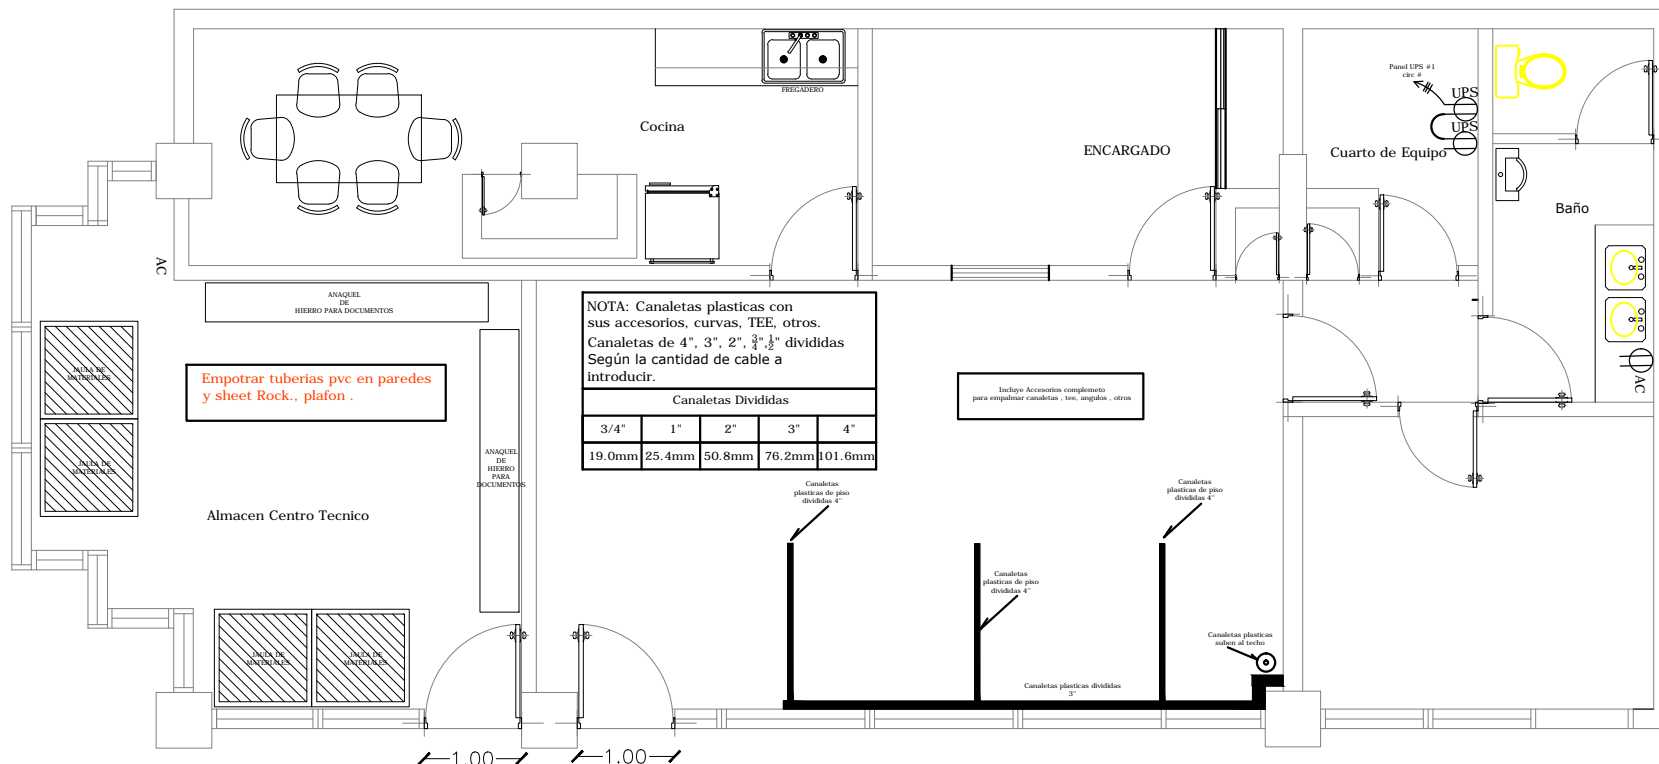 FREGADERO
Cocina
ENCARGADO
Panel UPS #1
circ #
UPS
UPS
Cuarto de Equipo
Baño
AC
AC
ANAQUEL
DE
HIERRO PARA DOCUMENTOS
JAULA DE
MATERIALES
JAULA DE
MATERIALES
Empotrar tuberias pvc en paredes
y sheet Rock., plafon .
ANAQUEL
DE
HIERRO
PARA
DOCUMENTOS
Almacen Centro Tecnico
JAULA DE
MATERIALES
JAULA DE
MATERIALES
NOTA: Canaletas plasticas con
sus accesorios, curvas, TEE, otros.
Canaletas de 4", 3", 2", 3/4",1/2" divididas
Según la cantidad de cable a
introducir.
Canaletas Divididas
3/4" 1" 2" 3" 4"
19.0mm 25.4mm 50.8mm 76.2mm 101.6mm
Incluye Accesorios complemeto
para empalmar canaletas , tee, angulos , otros
Canaletas
plasticas de piso
divididas 4"
Canaletas
plasticas de piso
divididas 4"
Canaletas
plasticas de piso
divididas 4"
Canaletas plasticas
suben al techo
Canaletas plasticas divididas
3"
1.00
1.00